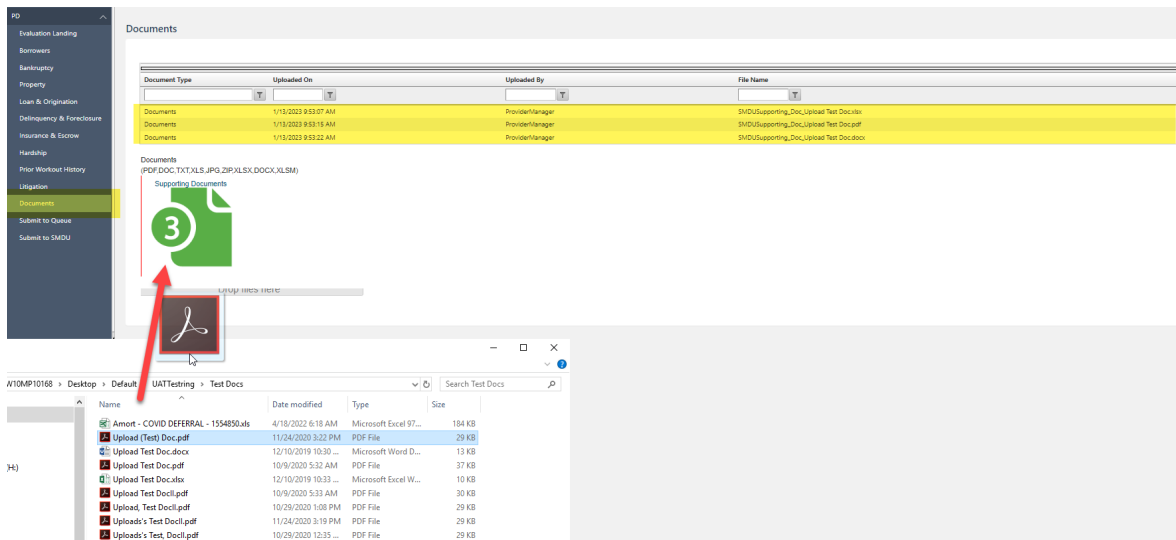 PD
Evaluation Landing
Borrowers
Bankruptcy
Property
Loan & Origination
Delinquency & Foreclosure
Insurance & Escrow
Hardship
Prior Workout History
Litigation
Documents
Submit to Queue
Submit to SMDU
Documents
Document Type Uploaded On Uploaded By File Name
Documents 1/13/2023 9:53:07 AM ProviderManager SMDUSupporting_Doc_Upload Test Doc.xlsx
Documents 1/13/2023 9:53:15 AM ProviderManager SMDUSupporting_Doc_Upload Test Doc.pdf
Documents 1/13/2023 9:53:22 AM ProviderManager SMDUSupporting_Doc_Upload Test Doc.docx
Documents
(PDF,DOC,TXT,XLS,JPG,ZIP,XLSX,DOCX,XLSM)
Supporting Documents
3
Drop files here
W10MP10168 > Desktop > Default UATTestring > Test Docs Search Test Docs
Name Date modified Type Size
Amort - COVID DEFERRAL - 1554850.xls 4/18/2022 6:18 AM Microsoft Excel 97... 184 KB
Upload (Test) Doc.pdf 11/24/2020 3:22 PM PDF File 29 KB
Upload Test Doc.docx 12/10/2019 10:30 ... Microsoft Word D... 13 KB
Upload Test Doc.pdf 10/9/2020 5:32 AM PDF File 37 KB
Upload Test Doc.xlsx 12/10/2019 10:33 ... Microsoft Excel W... 10 KB
Upload Test DocII.pdf 10/9/2020 5:33 AM PDF File 30 KB
Upload, Test DocII.pdf 10/29/2020 1:08 PM PDF File 29 KB
Uploads's Test DocII.pdf 11/24/2020 3:19 PM PDF File 29 KB
Uploads's Test, DocII.pdf 10/29/2020 12:35 ... PDF File 29 KB
H:)